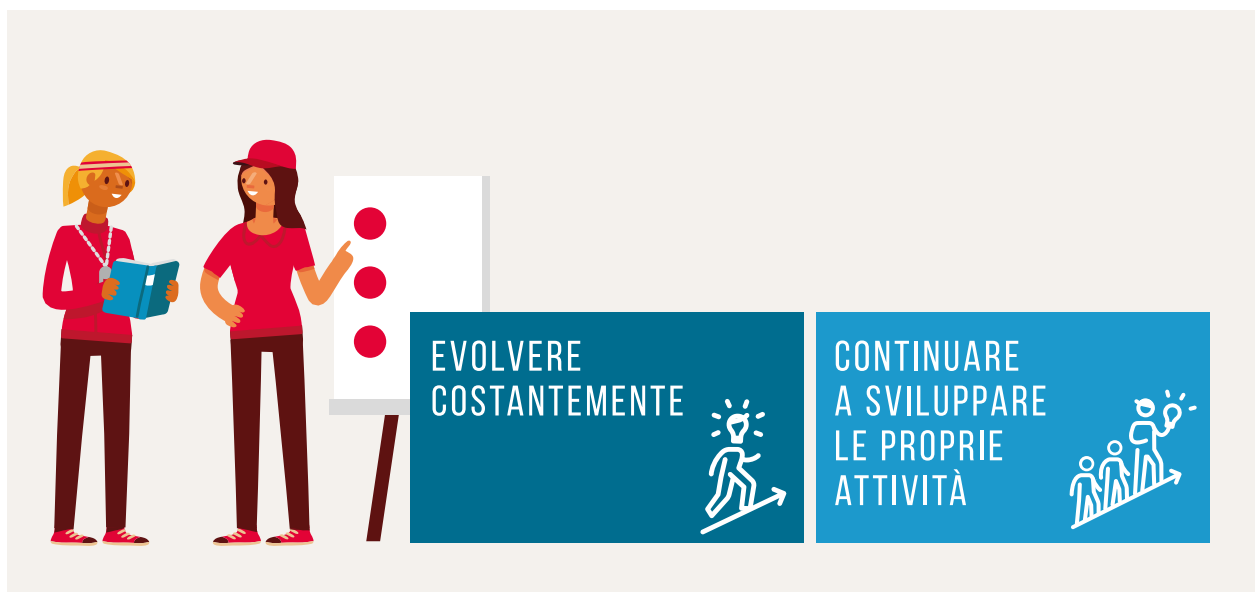 EVOLVERE
COSTANTEMENTE
CONTINUARE
A SVILUPPARE
LE PROPRIE
ATTIVITÀ